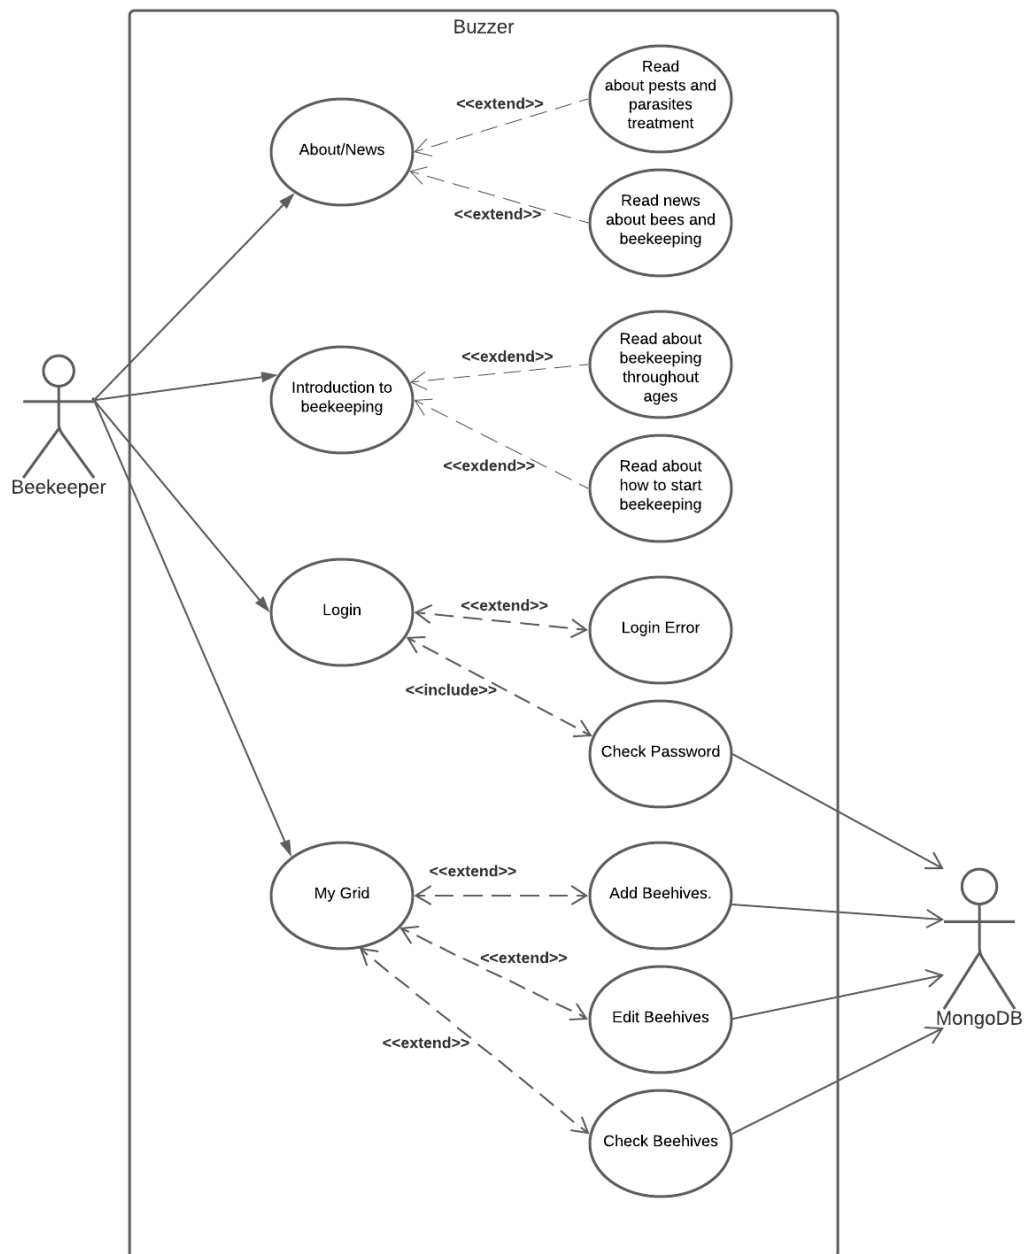 Buzzer
Read
about pests and
parasites
treatment
<<extend>>
About/News
Read news
about bees and
beekeeping
<<extend>>
Read about
beekeeping
throughout
ages
<<exdend>>
Introduction to
beekeeping
<<exdend>>
Read about
how to start
beekeeping
Beekeeper
Login
<<extend>>
Login Error
<<include>>
Check Password
My Grid
<<extend>>
Add Beehives.
<<extend>>
Edit Beehives
MongoDB
<<extend>>
Check Beehives